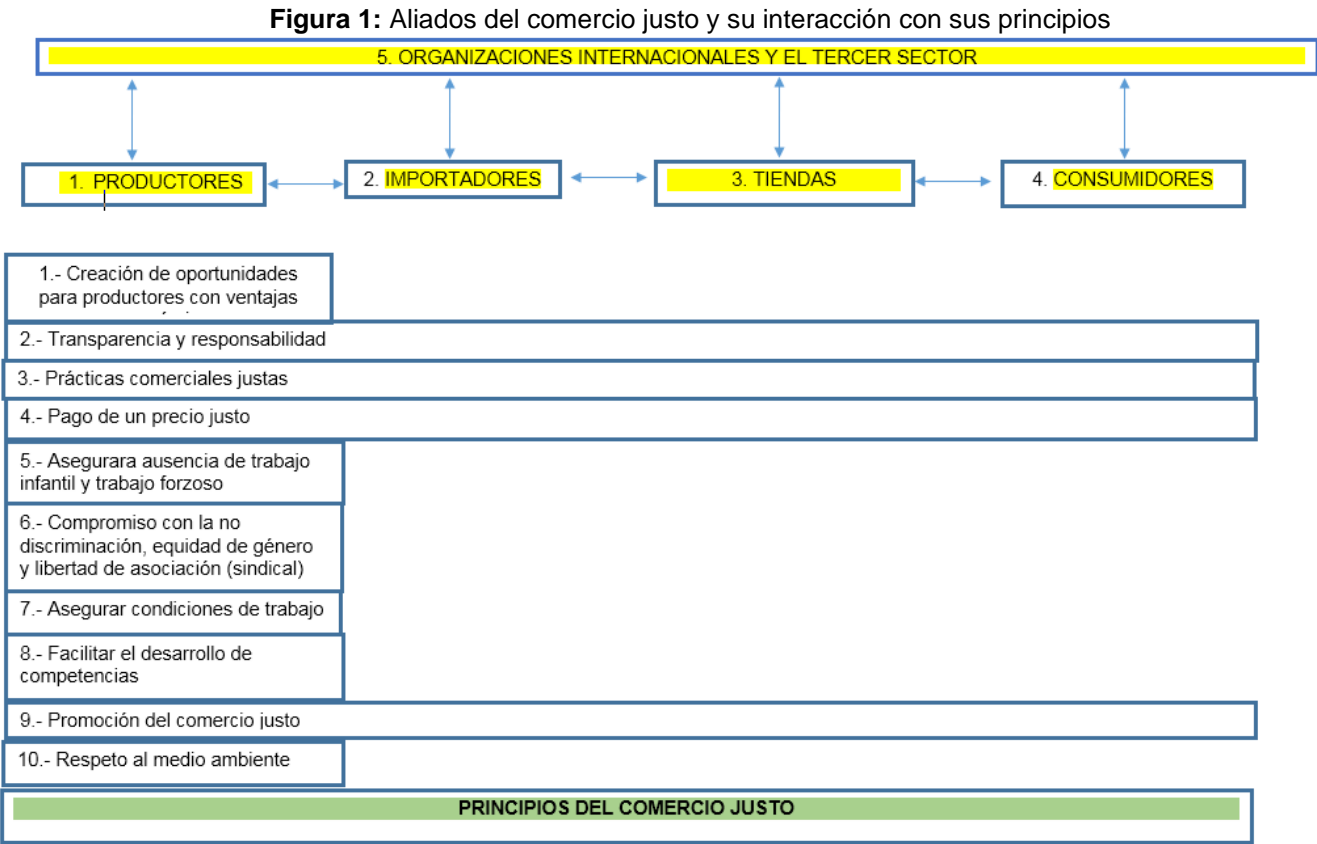 Figura 1: Aliados del comercio justo y su interacción con sus principios
5. ORGANIZACIONES INTERNACIONALES Y EL TERCER SECTOR
1. PRODUCTORES
2. IMPORTADORES
3. TIENDAS
4. CONSUMIDORES
1.- Creación de oportunidades
para productores con ventajas
2.- Transparencia y responsabilidad
3.- Prácticas comerciales justas
4.- Pago de un precio justo
5.- Asegurara ausencia de trabajo
infantil y trabajo forzoso
6.- Compromiso con la no
discriminación, equidad de género
y libertad de asociación (sindical)
7.- Asegurar condiciones de trabajo
8.- Facilitar el desarrollo de
competencias
9.- Promoción del comercio justo
10.- Respeto al medio ambiente
PRINCIPIOS DEL COMERCIO JUSTO